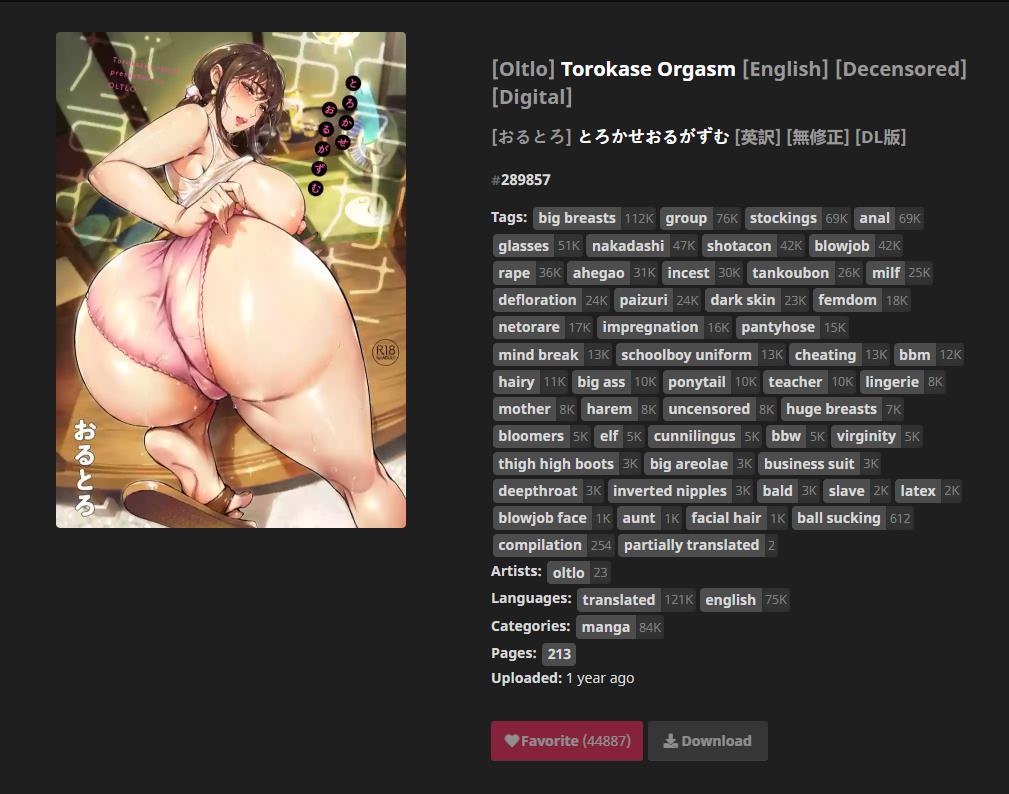 Torokase Orgasm
presented by
OLTLO
とろかせ
おるがずむ
R18
おるとろ
[Oltlo] Torokase Orgasm [English] [Decensored]
[Digital]
[おるとろ] とろかせおるがずむ [英訳] [無修正] [DL版]
#289857
Tags: big breasts 112K group 76K stockings 69K anal 69K
glasses 51K nakadashi 47K shotacon 42K blowjob 42K
rape 36K ahegao 31K incest 30K tankoubon 26K milf 25K
defloration 24K paizuri 24K dark skin 23K femdom 18K
netorare 17K impregnation 16K pantyhose 15K
mind break 13K schoolboy uniform 13K cheating 13K bbm 12K
hairy 11K big ass 10K ponytail 10K teacher 10K lingerie 8K
mother 8K harem 8K uncensored 8K huge breasts 7K
bloomers 5K elf 5K cunnilingus 5K bbw 5K virginity 5K
thigh high boots 3K big areolae 3K business suit 3K
deepthroat 3K inverted nipples 3K bald 3K slave 2K latex 2K
blowjob face 1K aunt 1K facial hair 1K ball sucking 612
compilation 254 partially translated 2
Artists: oltlo 23
Languages: translated 121K english 75K
Categories: manga 84K
Pages: 213
Uploaded: 1 year ago
Favorite (44887) Download